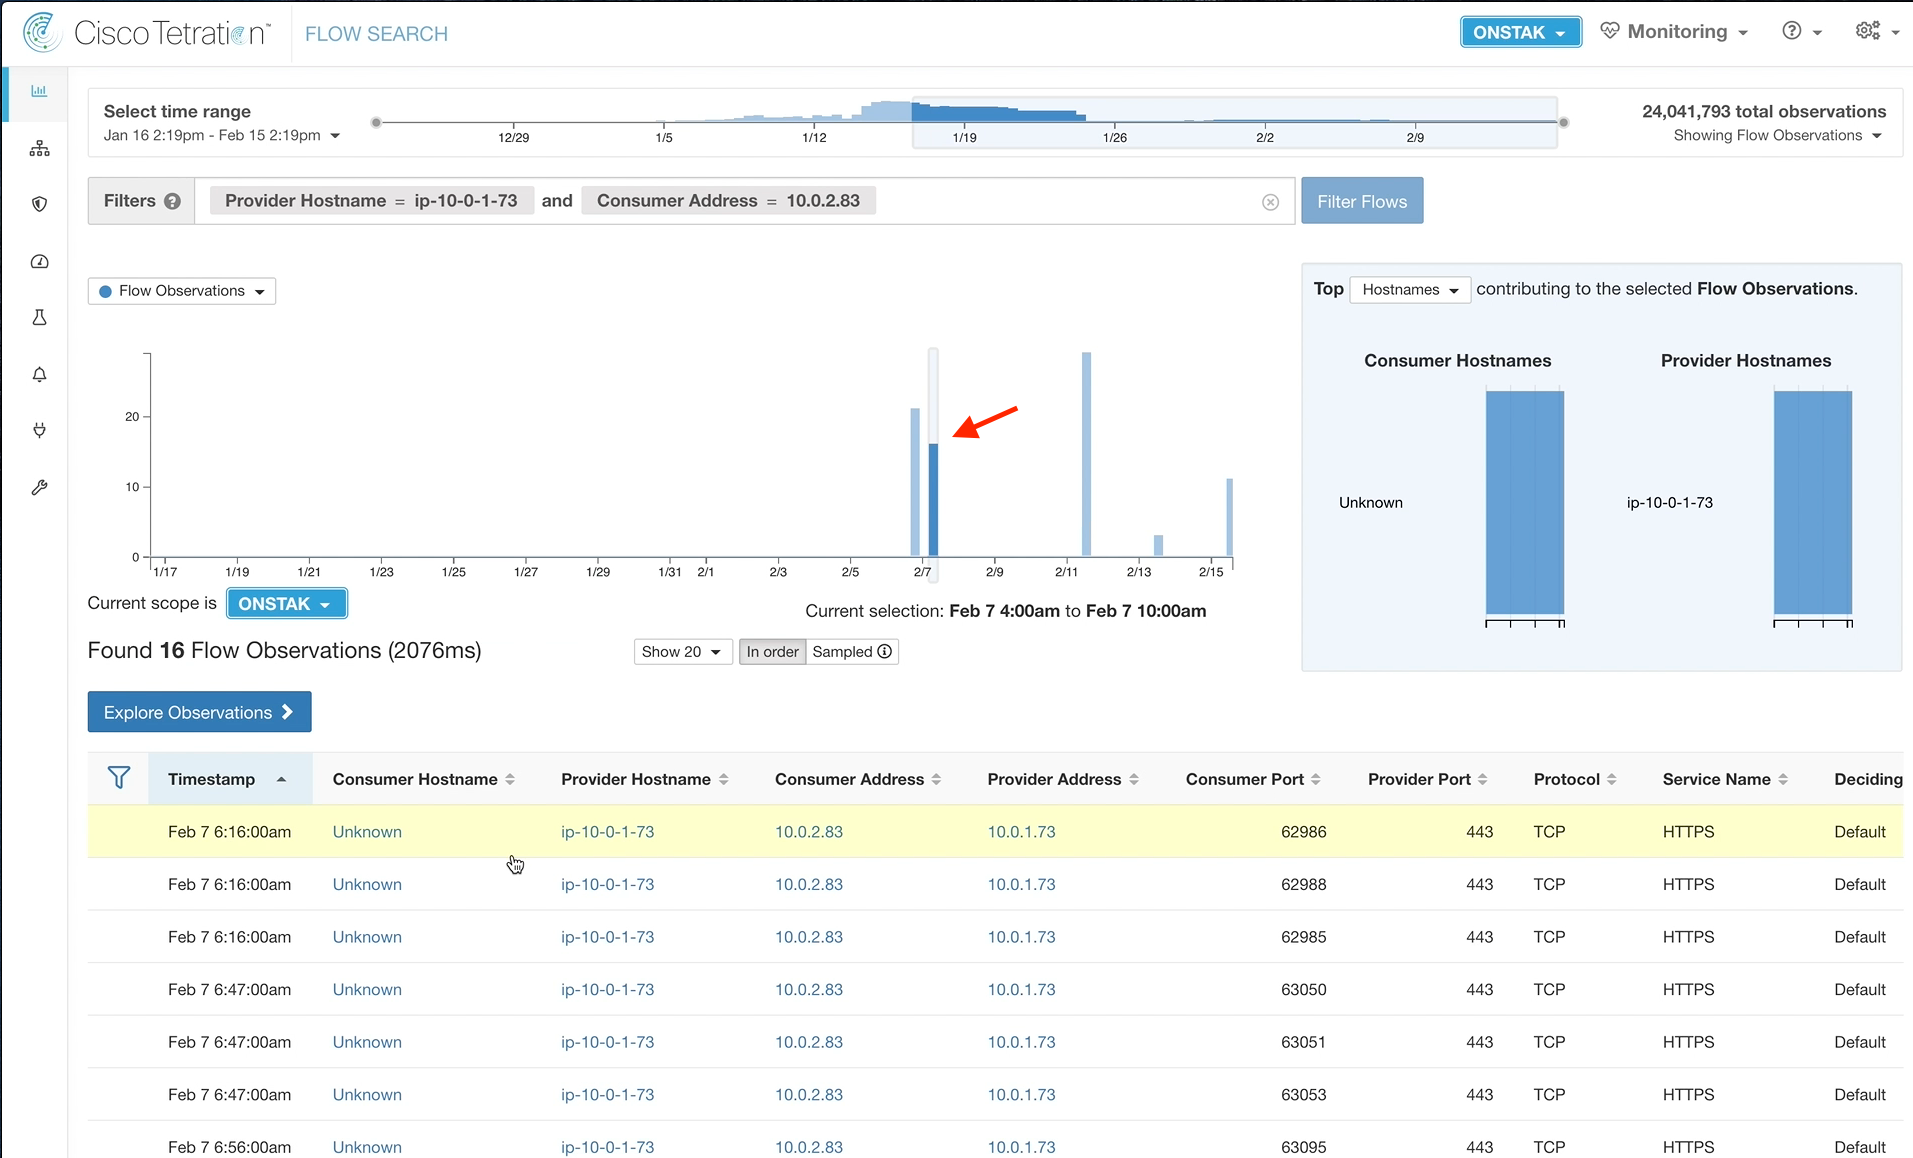 Cisco Tetration™ FLOW SEARCH ONSTAK Monitoring
Select time range
Jan 16 2:19pm - Feb 15 2:19pm
12/29 1/5 1/12 1/19 1/26 2/2 2/9
24,041,793 total observations
Showing Flow Observations
Filters ? Provider Hostname = ip-10-0-1-73 and Consumer Address = 10.0.2.83 Filter Flows
Flow Observations
20
10
0
1/17 1/19 1/21 1/23 1/25 1/27 1/29 1/31 2/1 2/3 2/5 2/7 2/9 2/11 2/13 2/15
Top Hostnames contributing to the selected Flow Observations.
Consumer Hostnames Provider Hostnames
Unknown ip-10-0-1-73
Current scope is ONSTAK
Current selection: Feb 7 4:00am to Feb 7 10:00am
Found 16 Flow Observations (2076ms) Show 20 In order Sampled
Explore Observations
Timestamp Consumer Hostname Provider Hostname Consumer Address Provider Address Consumer Port Provider Port Protocol Service Name Deciding
Feb 7 6:16:00am Unknown ip-10-0-1-73 10.0.2.83 10.0.1.73 62986 443 TCP HTTPS Default
Feb 7 6:16:00am Unknown ip-10-0-1-73 10.0.2.83 10.0.1.73 62988 443 TCP HTTPS Default
Feb 7 6:16:00am Unknown ip-10-0-1-73 10.0.2.83 10.0.1.73 62985 443 TCP HTTPS Default
Feb 7 6:47:00am Unknown ip-10-0-1-73 10.0.2.83 10.0.1.73 63050 443 TCP HTTPS Default
Feb 7 6:47:00am Unknown ip-10-0-1-73 10.0.2.83 10.0.1.73 63051 443 TCP HTTPS Default
Feb 7 6:47:00am Unknown ip-10-0-1-73 10.0.2.83 10.0.1.73 63053 443 TCP HTTPS Default
Feb 7 6:56:00am Unknown ip-10-0-1-73 10.0.2.83 10.0.1.73 63095 443 TCP HTTPS Default